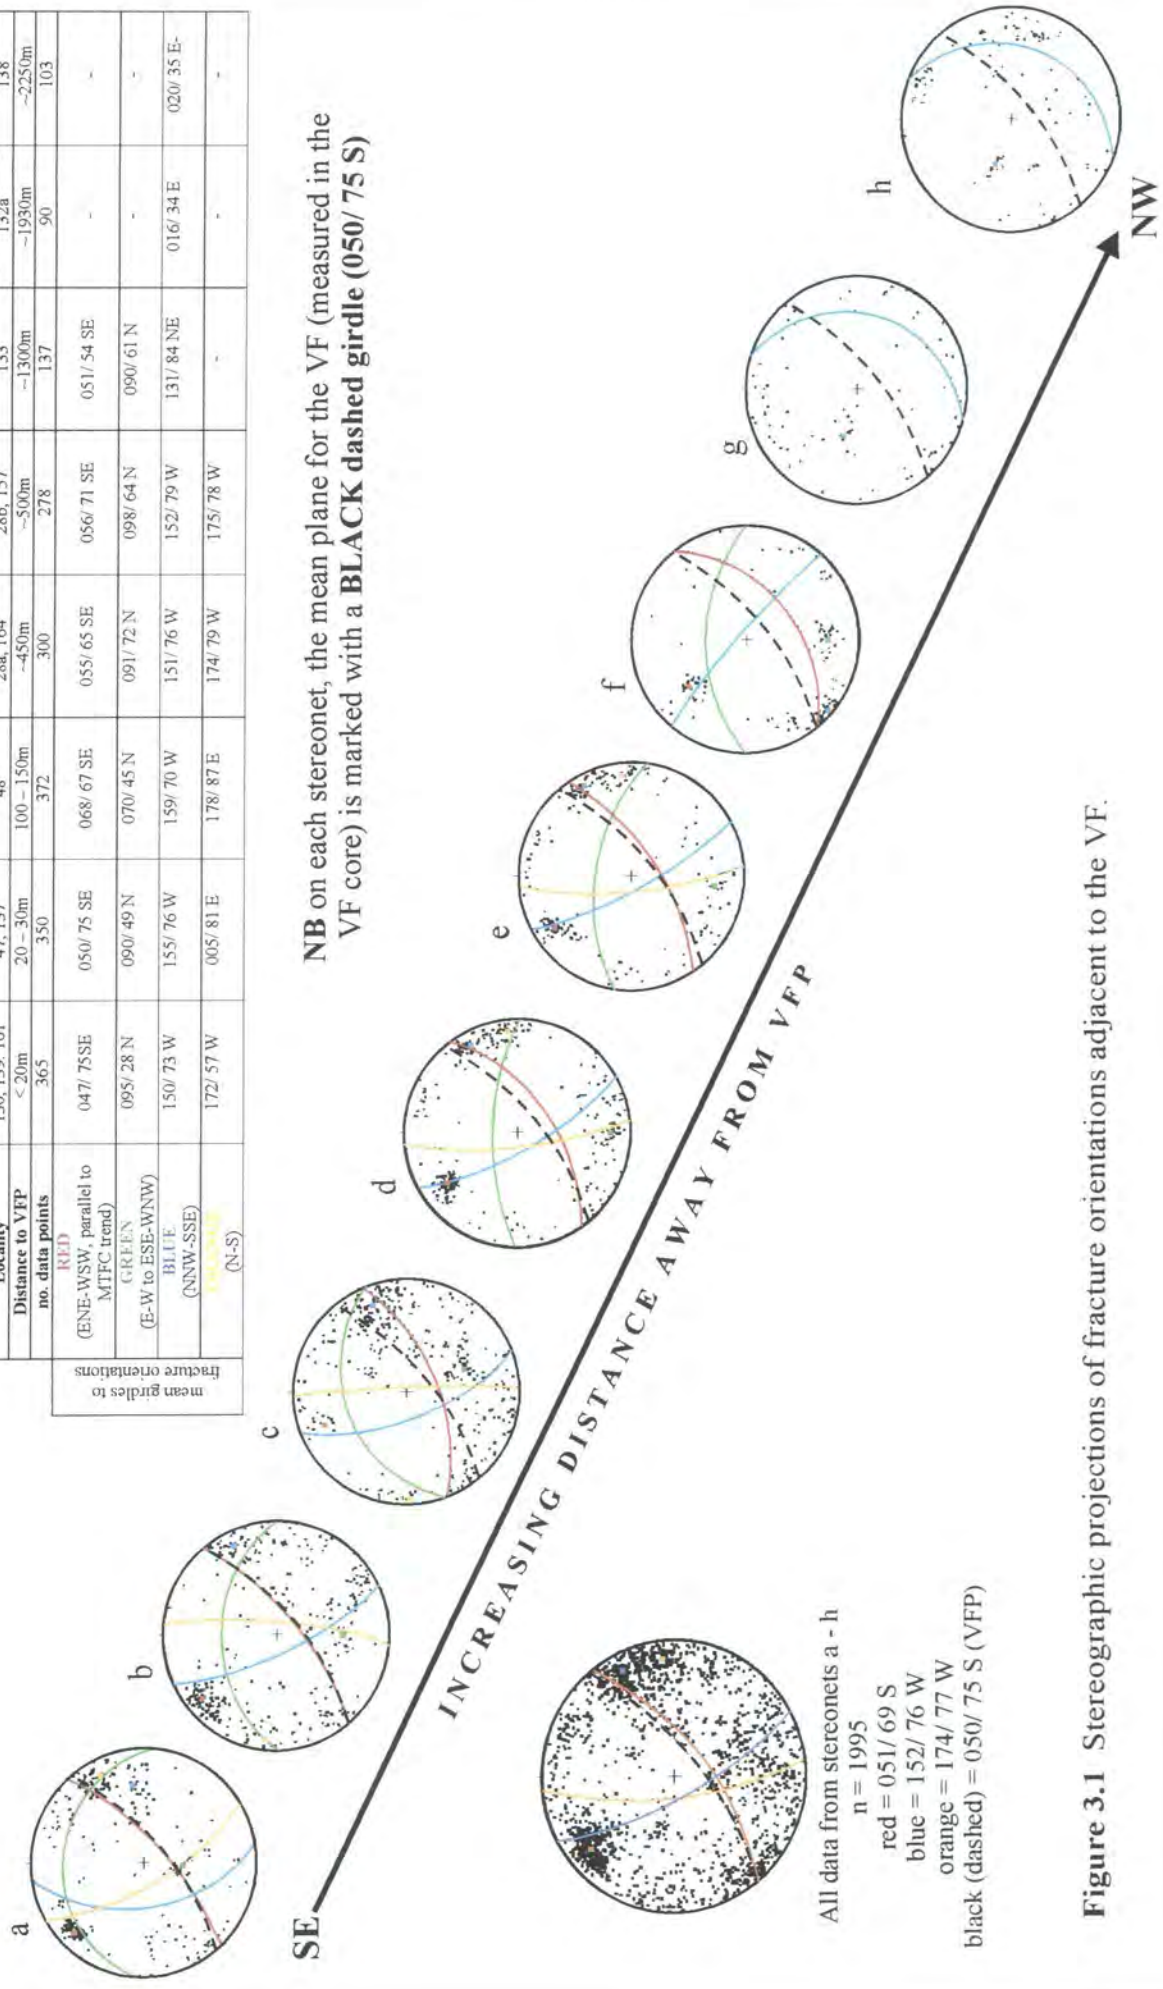 Distance to VFP < 20m 20 – 30m 100 – 150m ~450m ~500m ~1300m ~1930m ~2250m
no. data points 365 350 372 300 278 137 90 103
mean girdles to
fracture orientations
RED
(ENE-WSW, parallel to
MTFC trend)
047/ 75SE 050/ 75 SE 068/ 67 SE 055/ 65 SE 056/ 71 SE 051/ 54 SE - -
GREEN
(E-W to ESE-WNW)
095/ 28 N 090/ 49 N 070/ 45 N 091/ 72 N 098/ 64 N 090/ 61 N - -
BLUE
(NNW-SSE)
150/ 73 W 155/ 76 W 159/ 70 W 151/ 76 W 152/ 79 W 131/ 84 NE 016/ 34 E 020/ 35 E-
(N-S)
172/ 57 W 005/ 81 E 178/ 87 E 174/ 79 W 175/ 78 W - - -
NB on each stereonet, the mean plane for the VF (measured in the
VF core) is marked with a BLACK dashed girdle (050/ 75 S)
a
b
c
d
e
f
g
h
SE
INCREASING DISTANCE AWAY FROM VFP
NW
All data from stereonets a - h
n = 1995
red = 051/ 69 S
blue = 152/ 76 W
orange = 174/ 77 W
black (dashed) = 050/ 75 S (VFP)
Figure 3.1 Stereographic projections of fracture orientations adjacent to the VF.